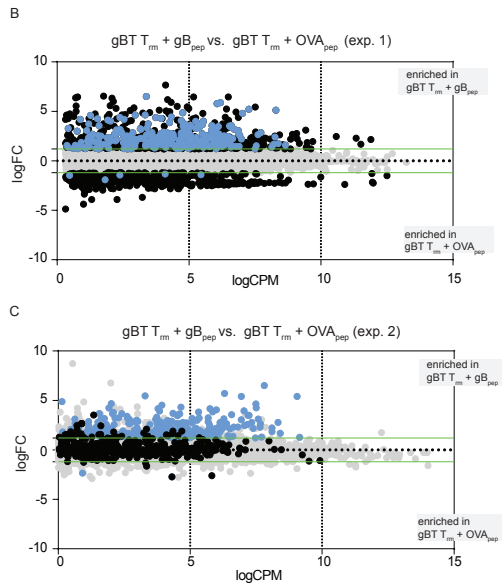 B
gBT Trm + gBpep vs. gBT Trm + OVApep (exp. 1)
10
enriched in
gBT Trm + gBpep
5
logFC
0
-5
enriched in
gBT Trm + OVApep
-10
0 5 10 15
logCPM
C
gBT Trm + gBpep vs. gBT Trm + OVApep (exp. 2)
10
enriched in
gBT Trm + gBpep
5
logFC
0
-5
enriched in
gBT Trm + OVApep
-10
0 5 10 15
logCPM